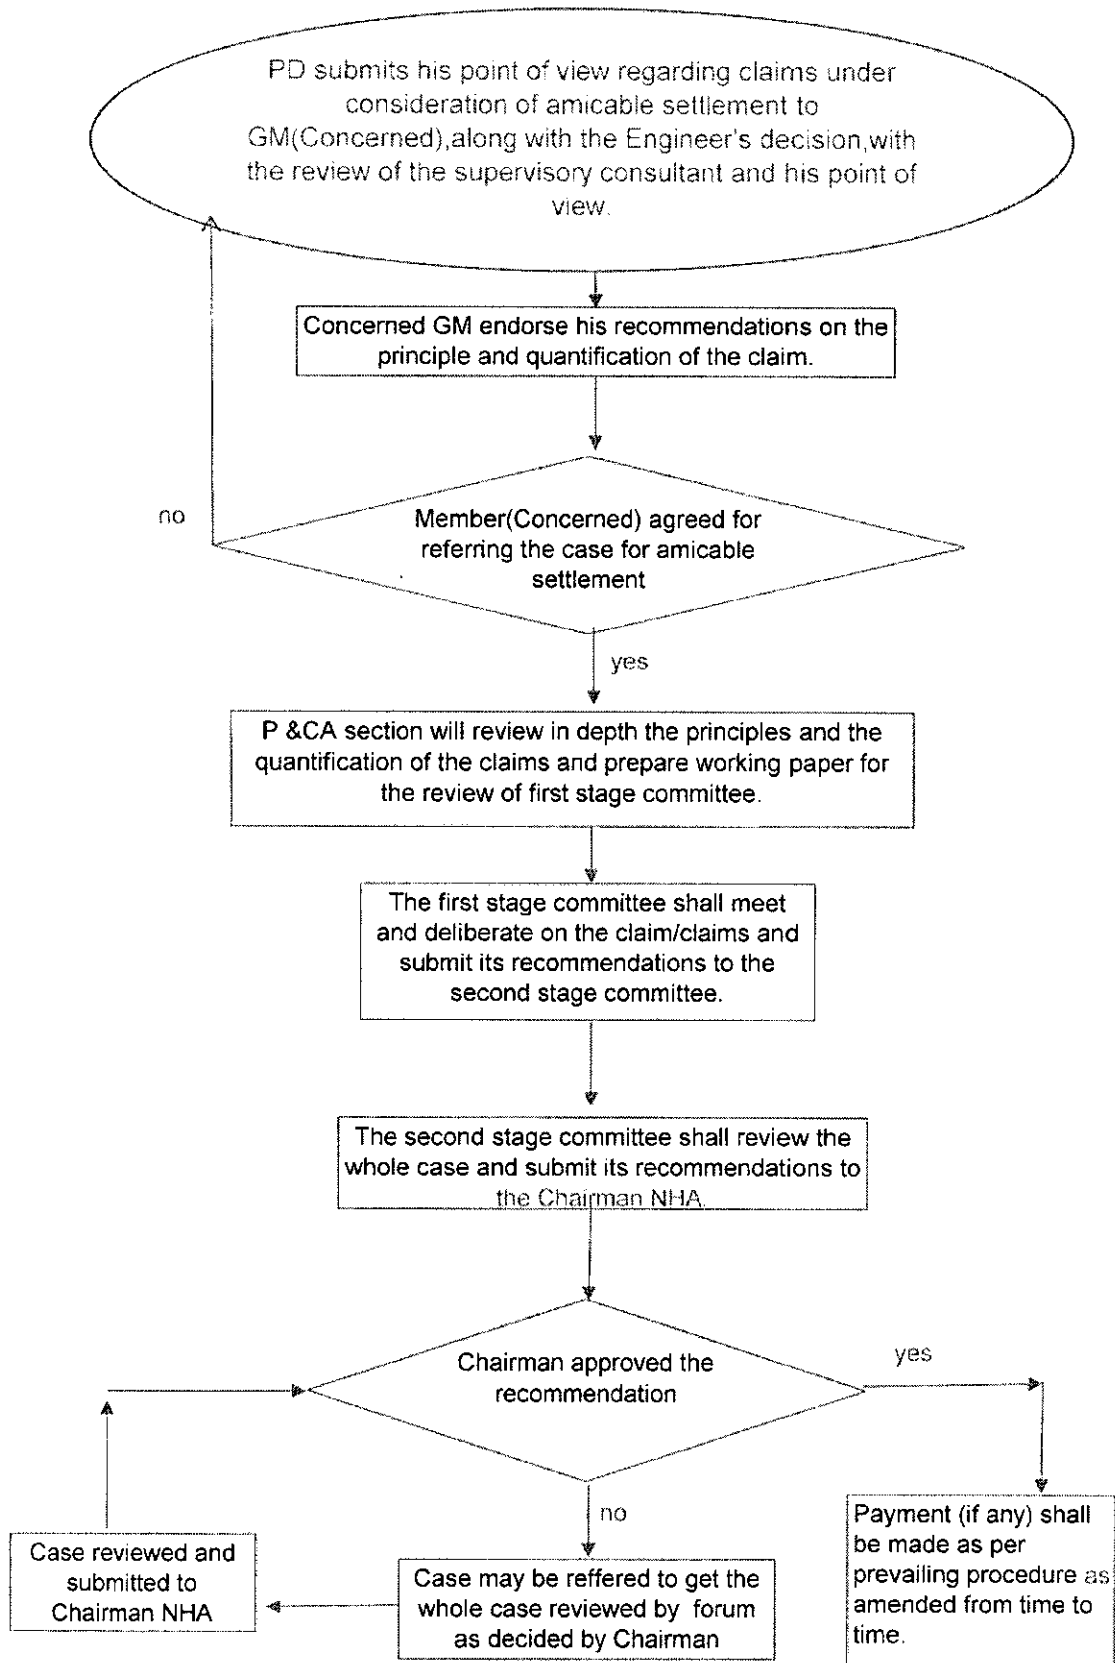 PD submits his point of view regarding claims under
consideration of amicable settlement to
GM(Concerned),along with the Engineer's decision,with
the review of the supervisory consultant and his point of
view.
Concerned GM endorse his recommendations on the
principle and quantification of the claim.
no
Member(Concerned) agreed for
referring the case for amicable
settlement
yes
P &CA section will review in depth the principles and the
quantification of the claims and prepare working paper for
the review of first stage committee.
The first stage committee shall meet
and deliberate on the claim/claims and
submit its recommendations to the
second stage committee.
The second stage committee shall review the
whole case and submit its recommendations to
the Chairman NHA.
Chairman approved the
recommendation
yes
no
Case reviewed and
submitted to
Chairman NHA
Case may be reffered to get the
whole case reviewed by forum
as decided by Chairman
Payment (if any) shall
be made as per
prevailing procedure as
amended from time to
time.